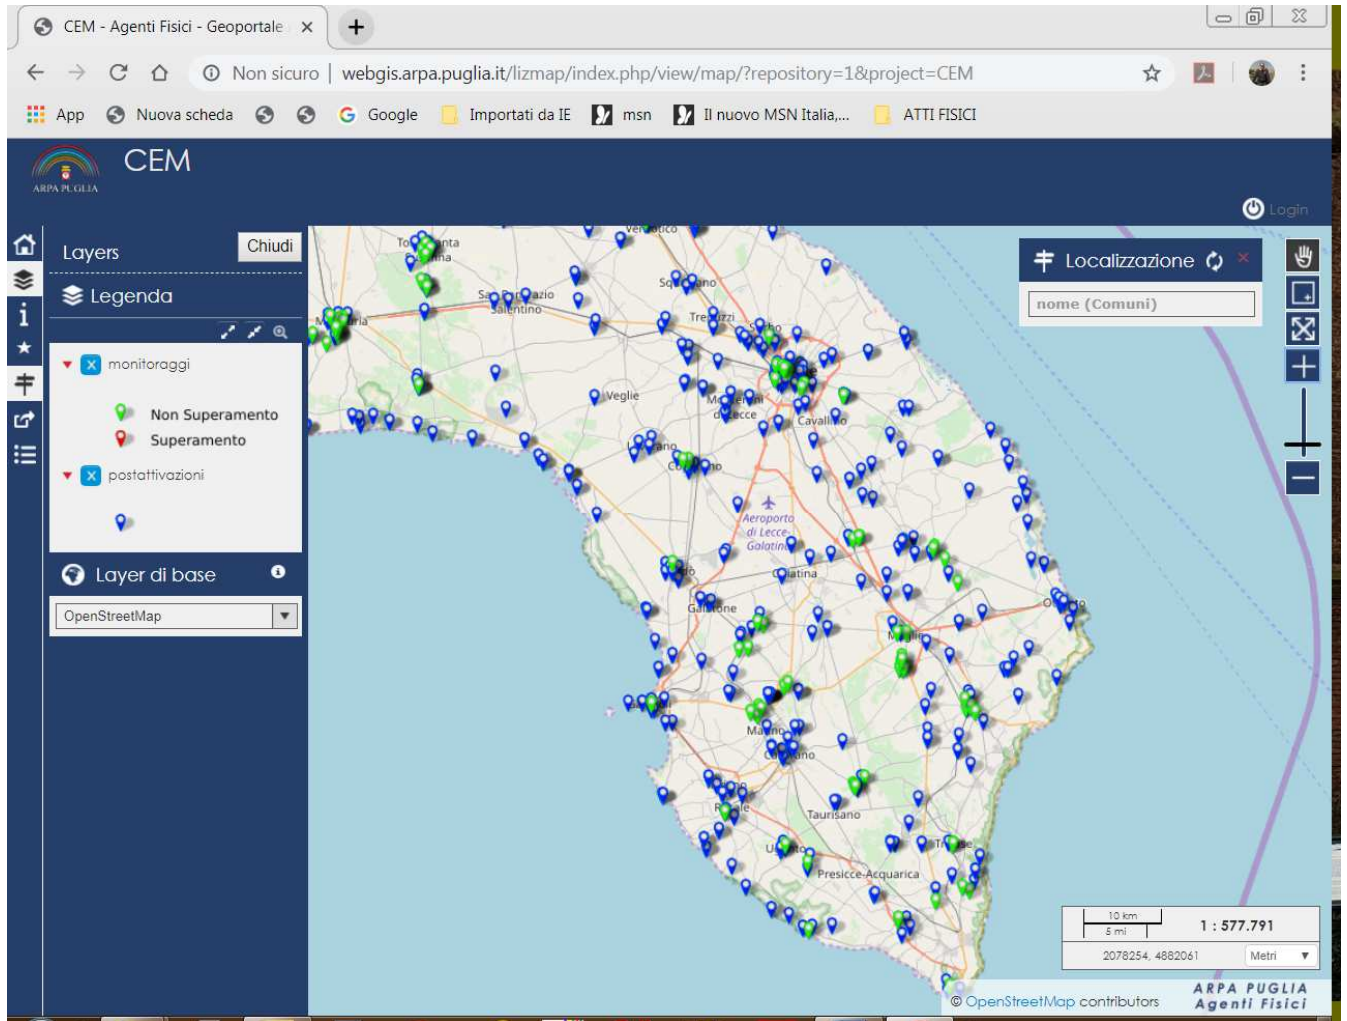 CEM - Agenti Fisici - Geoportale
Non sicuro | webgis.arpa.puglia.it/lizmap/index.php/view/map/?repository=1&project=CEM
App Nuova scheda Google Importati da IE msn Il nuovo MSN Italia,... ATTI FISICI
CEM
ARPA PUGLIA
Login
Layers
Chiudi
Legenda
monitoraggi
Non Superamento
Superamento
postattivazioni
Layer di base
OpenStreetMap
Localizzazione
nome (Comuni)
Salentino
Veglie
Cavallino
Aeroporto
di Lecce-
Galatina
Taurisano
Presicce-Acquarica
10 km
5 mi
1 : 577.791
2078254, 4882061
Metri
© OpenStreetMap contributors
ARPA PUGLIA
Agenti Fisici